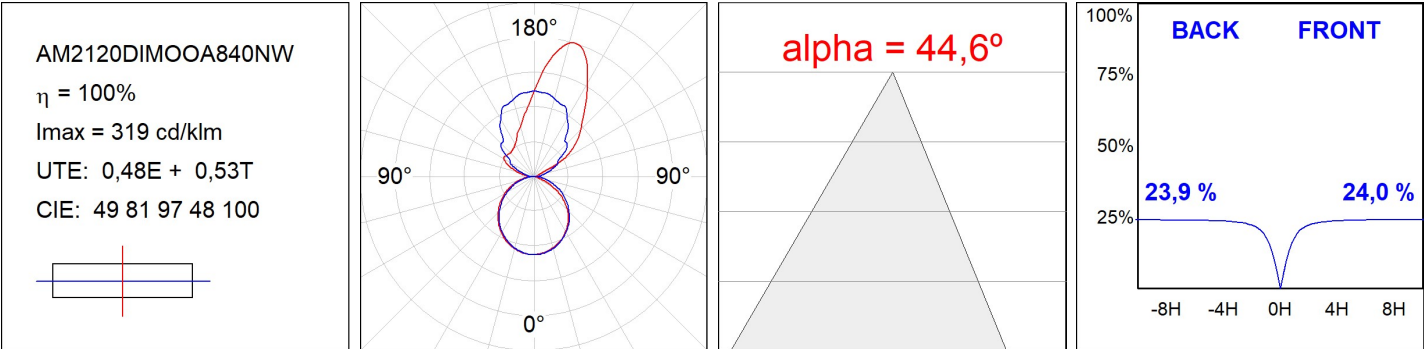 AM2120DIMOOA840NW
η = 100%
Imax = 319 cd/klm
UTE: 0,48E + 0,53T
CIE: 49 81 97 48 100
180°
90° 90°
0°
alpha = 44,6º
BACK FRONT
100%
75%
50%
23,9 % 24,0 %
25%
-8H -4H 0H 4H 8H